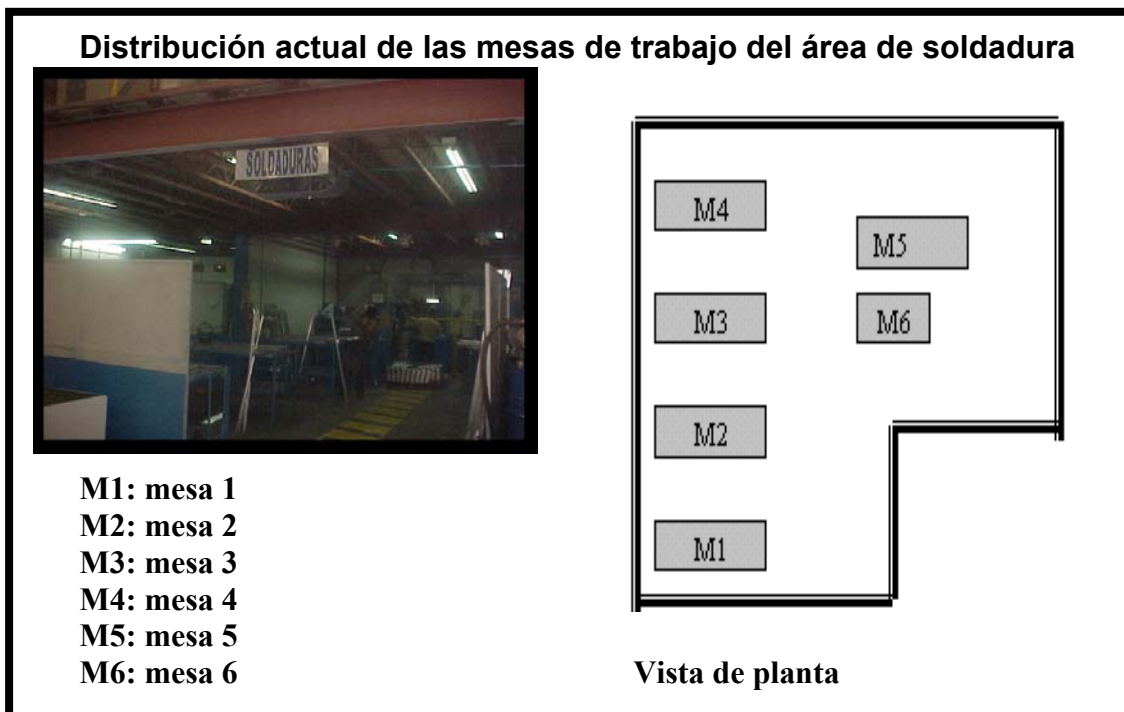 Distribución actual de las mesas de trabajo del área de soldadura
SOLDADURAS
M4
M5
M3
M6
M2
M1
M1: mesa 1
M2: mesa 2
M3: mesa 3
M4: mesa 4
M5: mesa 5
M6: mesa 6
Vista de planta